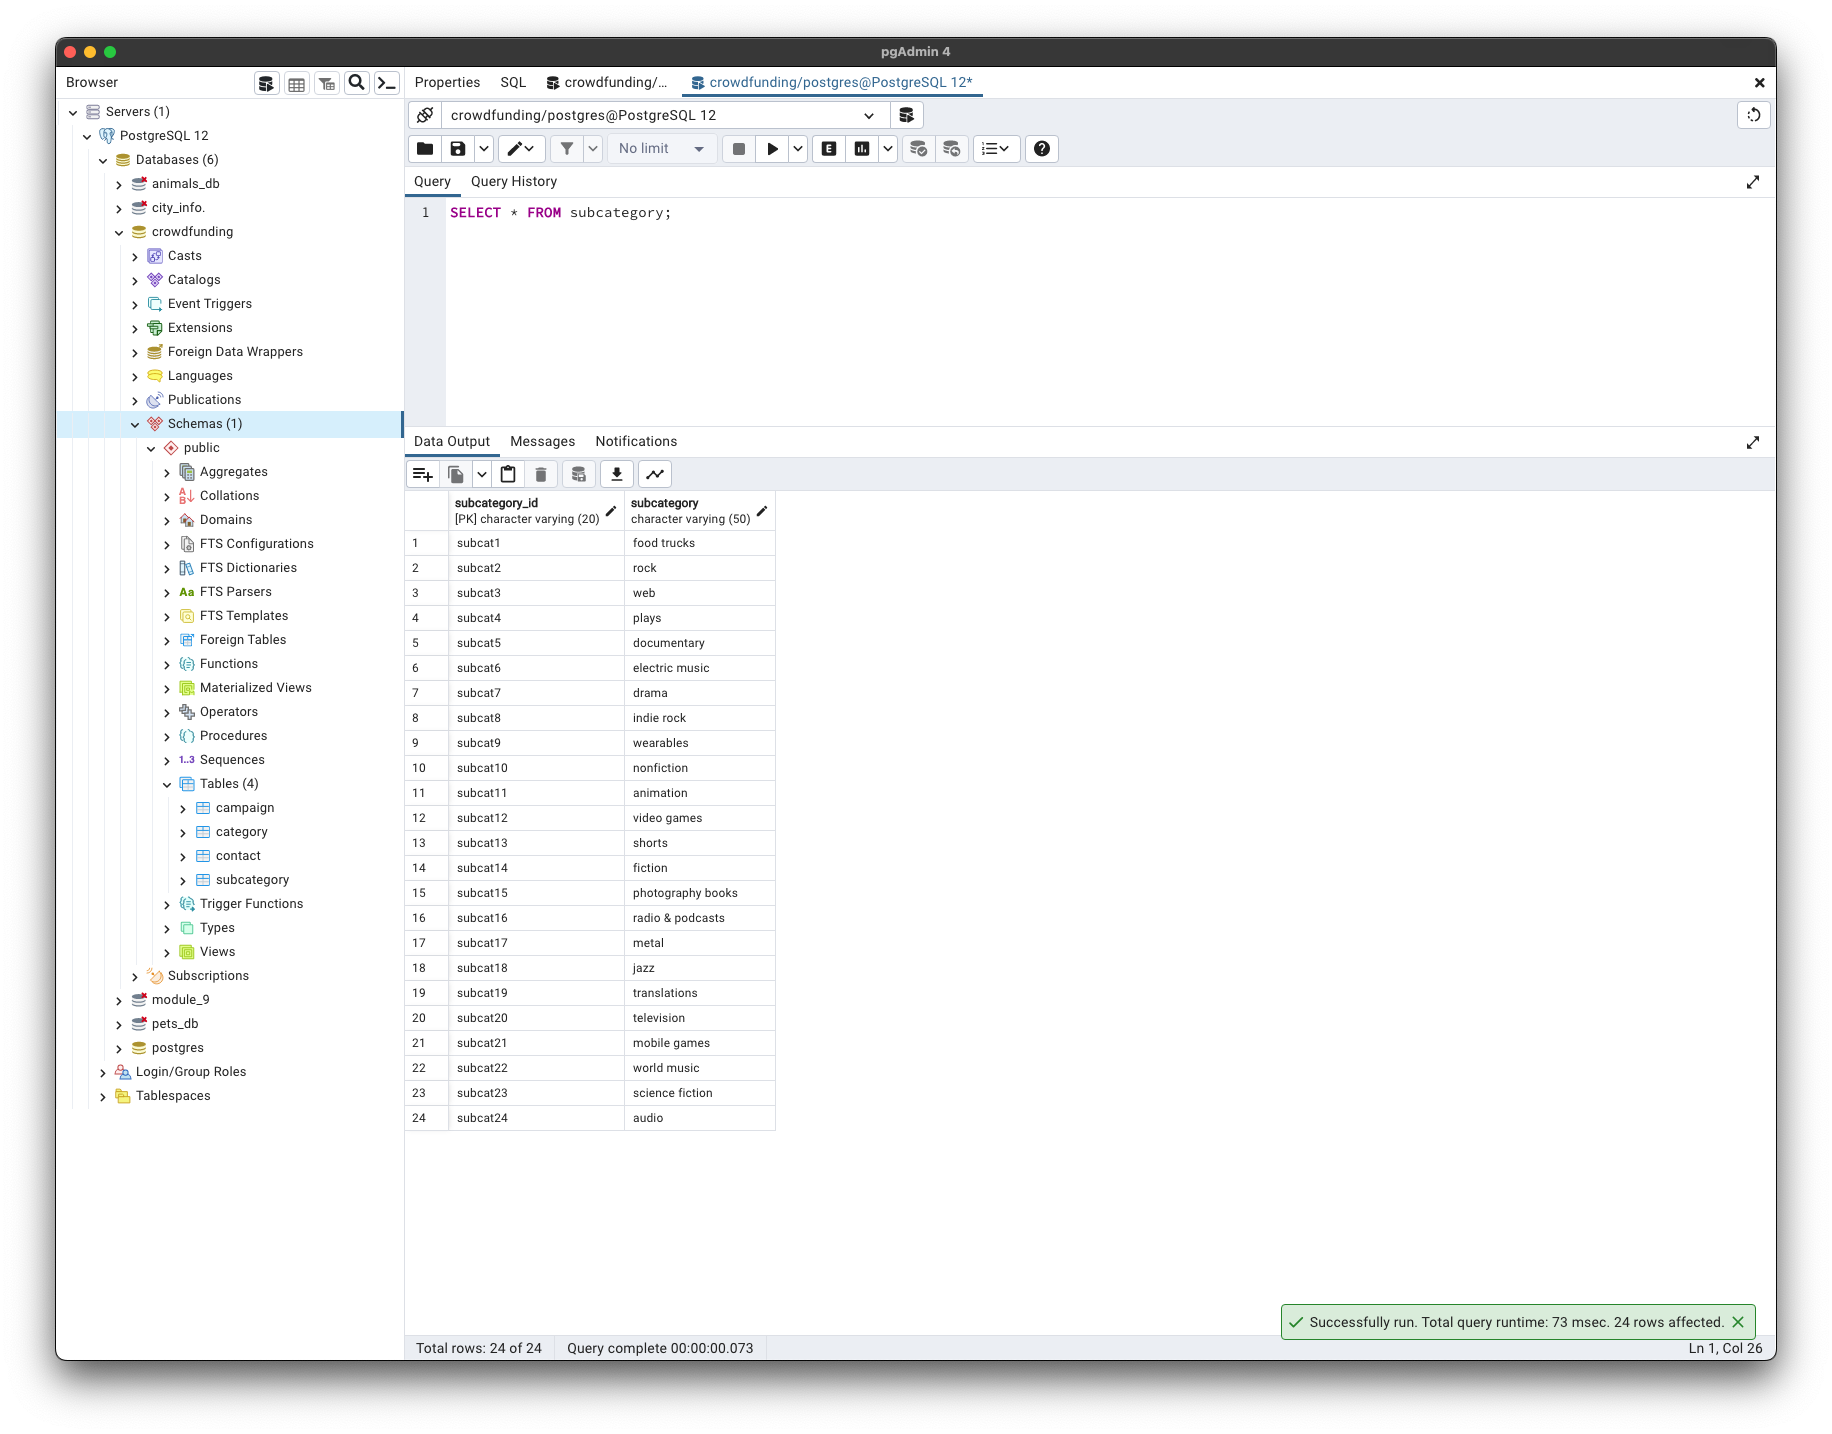 pgAdmin 4
Browser
Properties SQL crowdfunding/... crowdfunding/postgres@PostgreSQL 12*
Servers (1)
PostgreSQL 12
Databases (6)
animals_db
city_info.
crowdfunding
Casts
Catalogs
Event Triggers
Extensions
Foreign Data Wrappers
Languages
Publications
Schemas (1)
public
Aggregates
Collations
Domains
FTS Configurations
FTS Dictionaries
Aa FTS Parsers
FTS Templates
Foreign Tables
Functions
Materialized Views
Operators
Procedures
1..3 Sequences
Tables (4)
campaign
category
contact
subcategory
Trigger Functions
Types
Views
Subscriptions
module_9
pets_db
postgres
Login/Group Roles
Tablespaces
crowdfunding/postgres@PostgreSQL 12
No limit E
Query Query History
1 SELECT * FROM subcategory;
Data Output Messages Notifications
subcategory_id subcategory
[PK] character varying (20) character varying (50)
1 subcat1 food trucks
2 subcat2 rock
3 subcat3 web
4 subcat4 plays
5 subcat5 documentary
6 subcat6 electric music
7 subcat7 drama
8 subcat8 indie rock
9 subcat9 wearables
10 subcat10 nonfiction
11 subcat11 animation
12 subcat12 video games
13 subcat13 shorts
14 subcat14 fiction
15 subcat15 photography books
16 subcat16 radio & podcasts
17 subcat17 metal
18 subcat18 jazz
19 subcat19 translations
20 subcat20 television
21 subcat21 mobile games
22 subcat22 world music
23 subcat23 science fiction
24 subcat24 audio
Successfully run. Total query runtime: 73 msec. 24 rows affected.
Total rows: 24 of 24 Query complete 00:00:00.073 Ln 1, Col 26